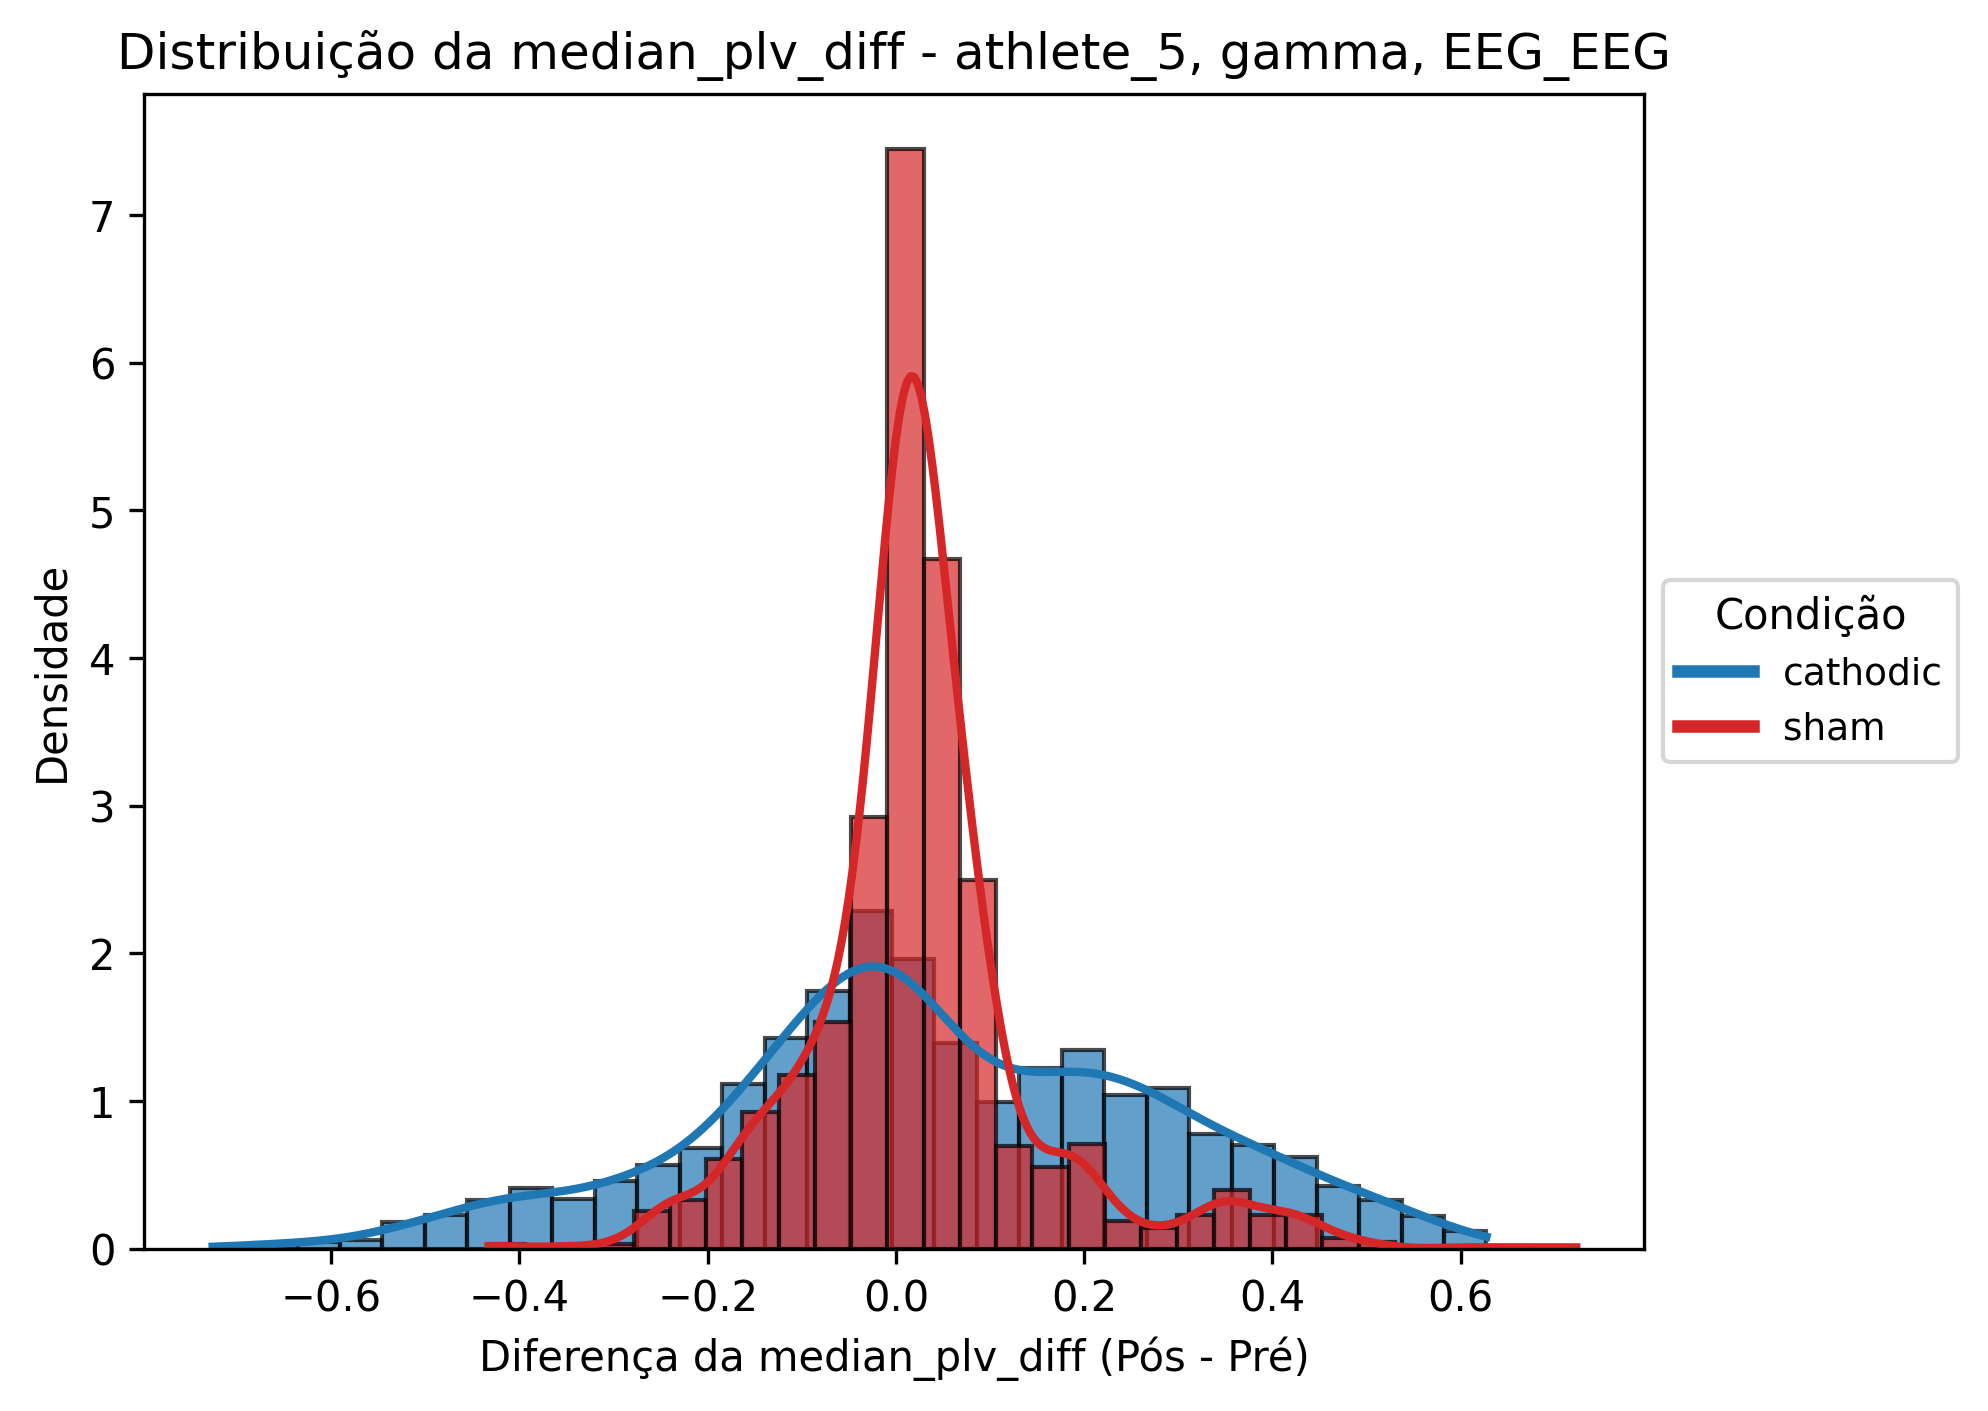 Distribuição da median_plv_diff - athlete_5, gamma, EEG_EEG
Densidade
7
6
5
4
3
2
1
0
−0.6 −0.4 −0.2 0.0 0.2 0.4 0.6
Diferença da median_plv_diff (Pós - Pré)
Condição
cathodic
sham